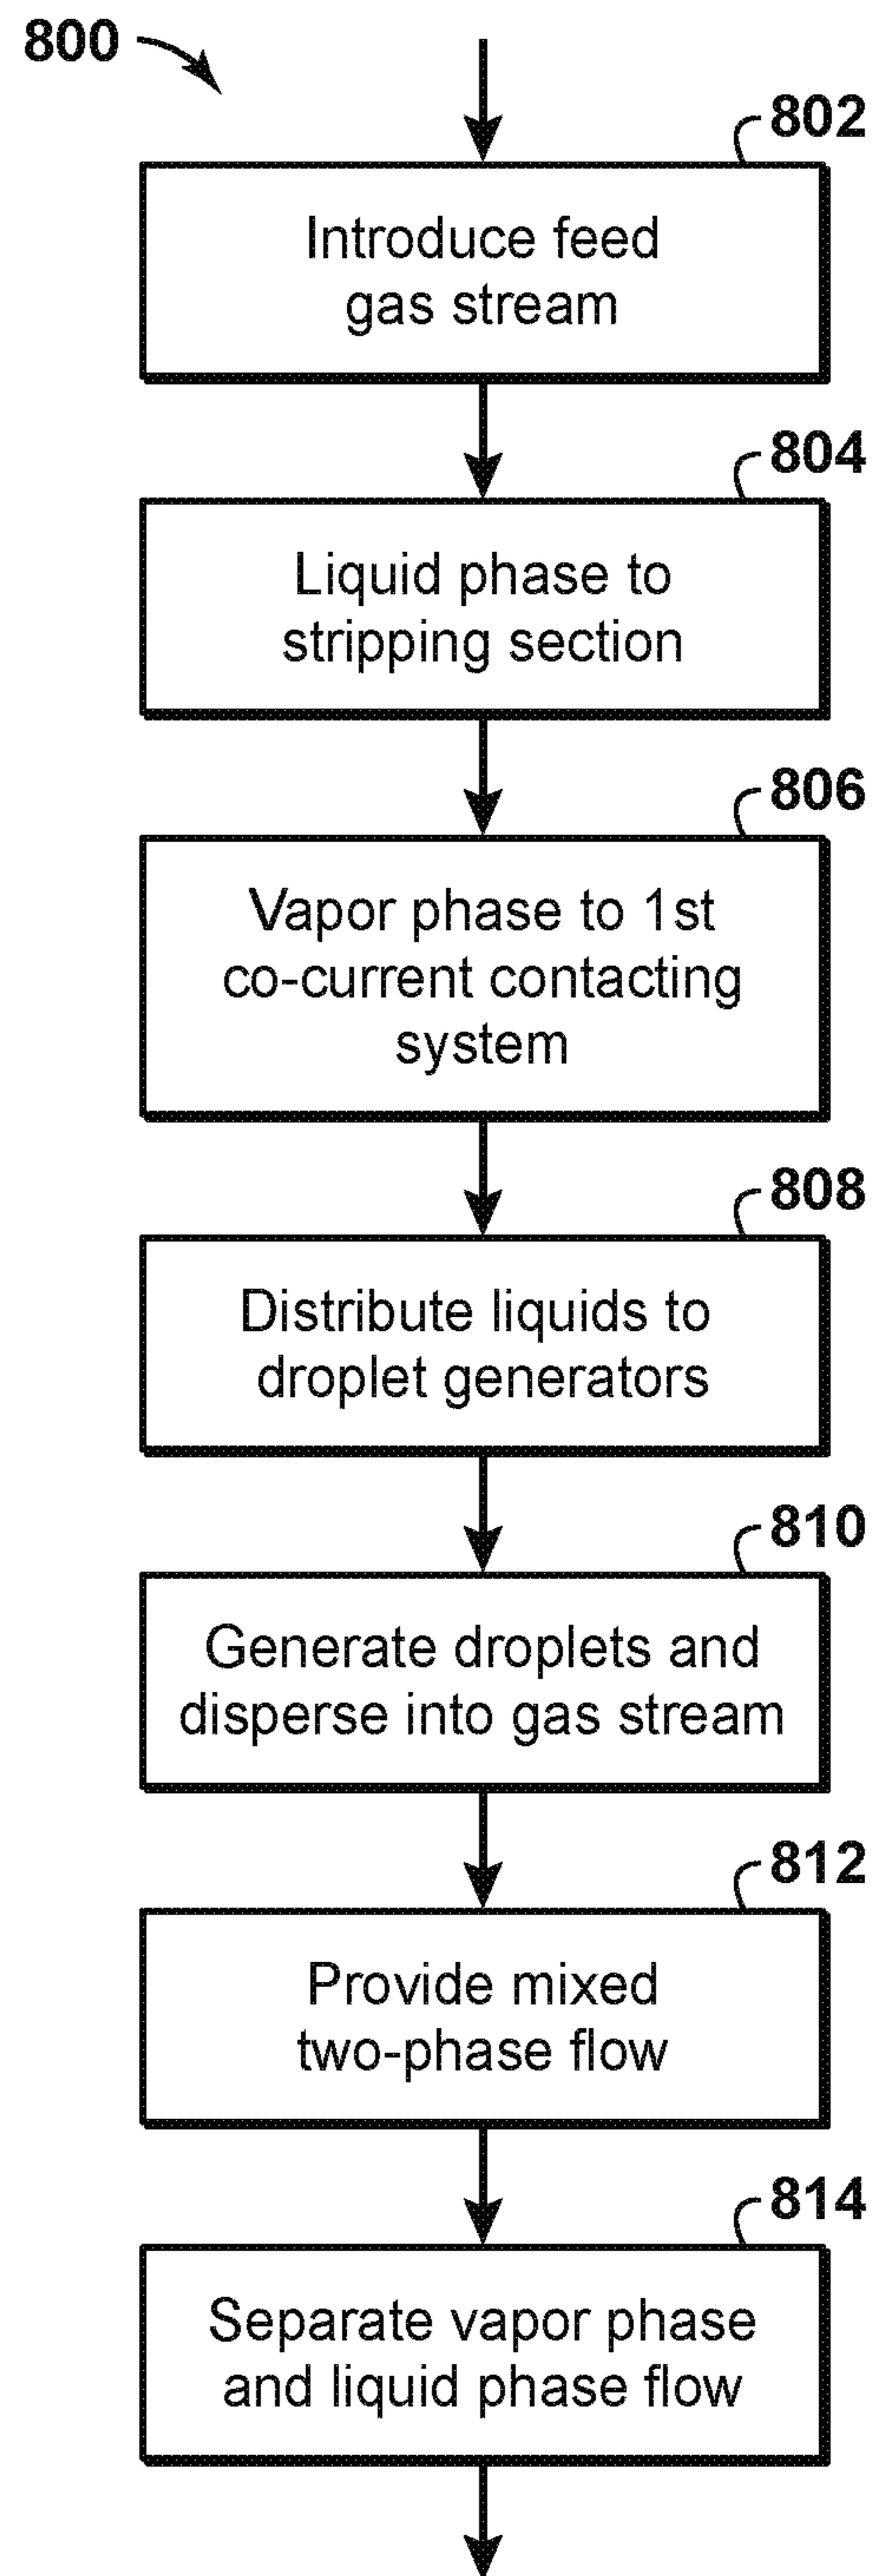 800
802
Introduce feed
gas stream
804
Liquid phase to
stripping section
806
Vapor phase to 1st
co-current contacting
system
808
Distribute liquids to
droplet generators
810
Generate droplets and
disperse into gas stream
812
Provide mixed
two-phase flow
814
Separate vapor phase
and liquid phase flow